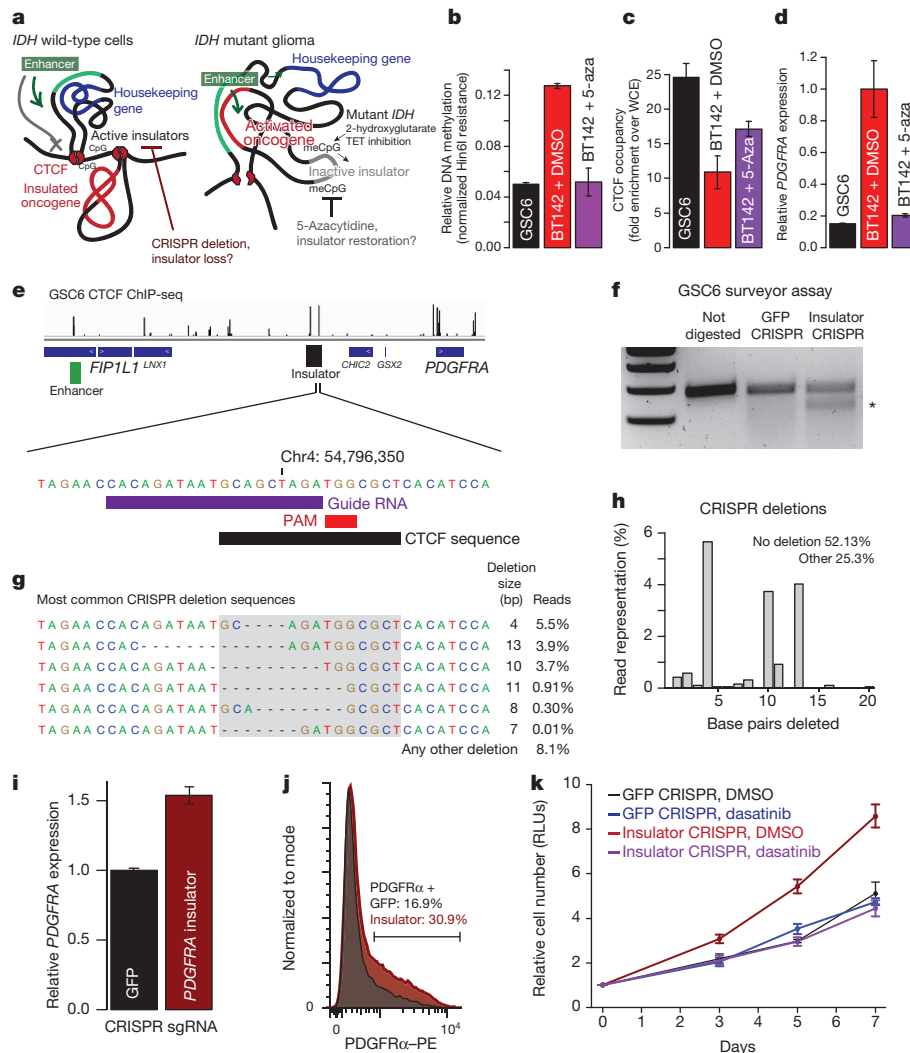 a
IDH wild-type cells
IDH mutant glioma
Enhancer
Housekeeping
gene
Active insulators
CpG
CTCF
CpG
Insulated
oncogene
CRISPR deletion,
insulator loss?
Enhancer
Housekeeping
gene
Activated
oncogene
Mutant IDH
2-hydroxglutarate
TET inhibition
meCpG
Inactive insulator
meCpG
5-Azacytidine,
insulator restoration?
b
Relative DNA methylation
(normalized Hin6I resistance)
0.12
0.08
0.04
0.00
GSC6
BT142 + DMSO
BT142 + 5-aza
c
CTCF occupancy
(fold enrichment over WCE)
25
20
15
10
5
0
GSC6
BT142 + DMSO
BT142 + 5-Aza
d
Relative PDGFRA expression
1.2
1.0
0.8
0.6
0.4
0.2
0.0
GSC6
BT142 + DMSO
BT142 + 5-aza
e
GSC6 CTCF ChIP-seq
FIP1L1
LNX1
Insulator
CHIC2
GSX2
PDGFRA
Enhancer
Chr4: 54,796,350
TAGAACCACAGATAATGCAGCTAGATGGCGCTCACATCCA
Guide RNA
PAM
CTCF sequence
f
GSC6 surveyor assay
Not
digested
GFP
CRISPR
Insulator
CRISPR
*
g
Most common CRISPR deletion sequences
Deletion
size
(bp)
Reads
TAGAACCACAGATAATGC----AGATGGCGCTCACATCCA 4 5.5%
TAGAACCAC-------------AGATGGCGCTCACATCCA 13 3.9%
TAGAACCACAGATAA----------TGGCGCTCACATCCA 10 3.7%
TAGAACCACAGATAAT-----------GCGCTCACATCCA 11 0.91%
TAGAACCACAGATAATGCA--------GCGCTCACATCCA 8 0.30%
TAGAACCACAGATAAT-------GATGGCGCTCACATCCA 7 0.01%
Any other deletion 8.1%
h
CRISPR deletions
No deletion 52.13%
Other 25.3%
Read representation (%)
6
4
2
0
5
10
15
20
Base pairs deleted
i
Relative PDGFRA expression
1.5
1.0
0.0
GFP
PDGFRA insulator
CRISPR sgRNA
j
Normalized to mode
PDGFRα +
GFP: 16.9%
Insulator: 30.9%
0
0
10⁴
PDGFRα–PE
k
Relative cell number (RLUs)
10
8
6
4
2
0
GFP CRISPR, DMSO
GFP CRISPR, dasatinib
Insulator CRISPR, DMSO
Insulator CRISPR, dasatinib
0 1 2 3 4 5 6 7
Days